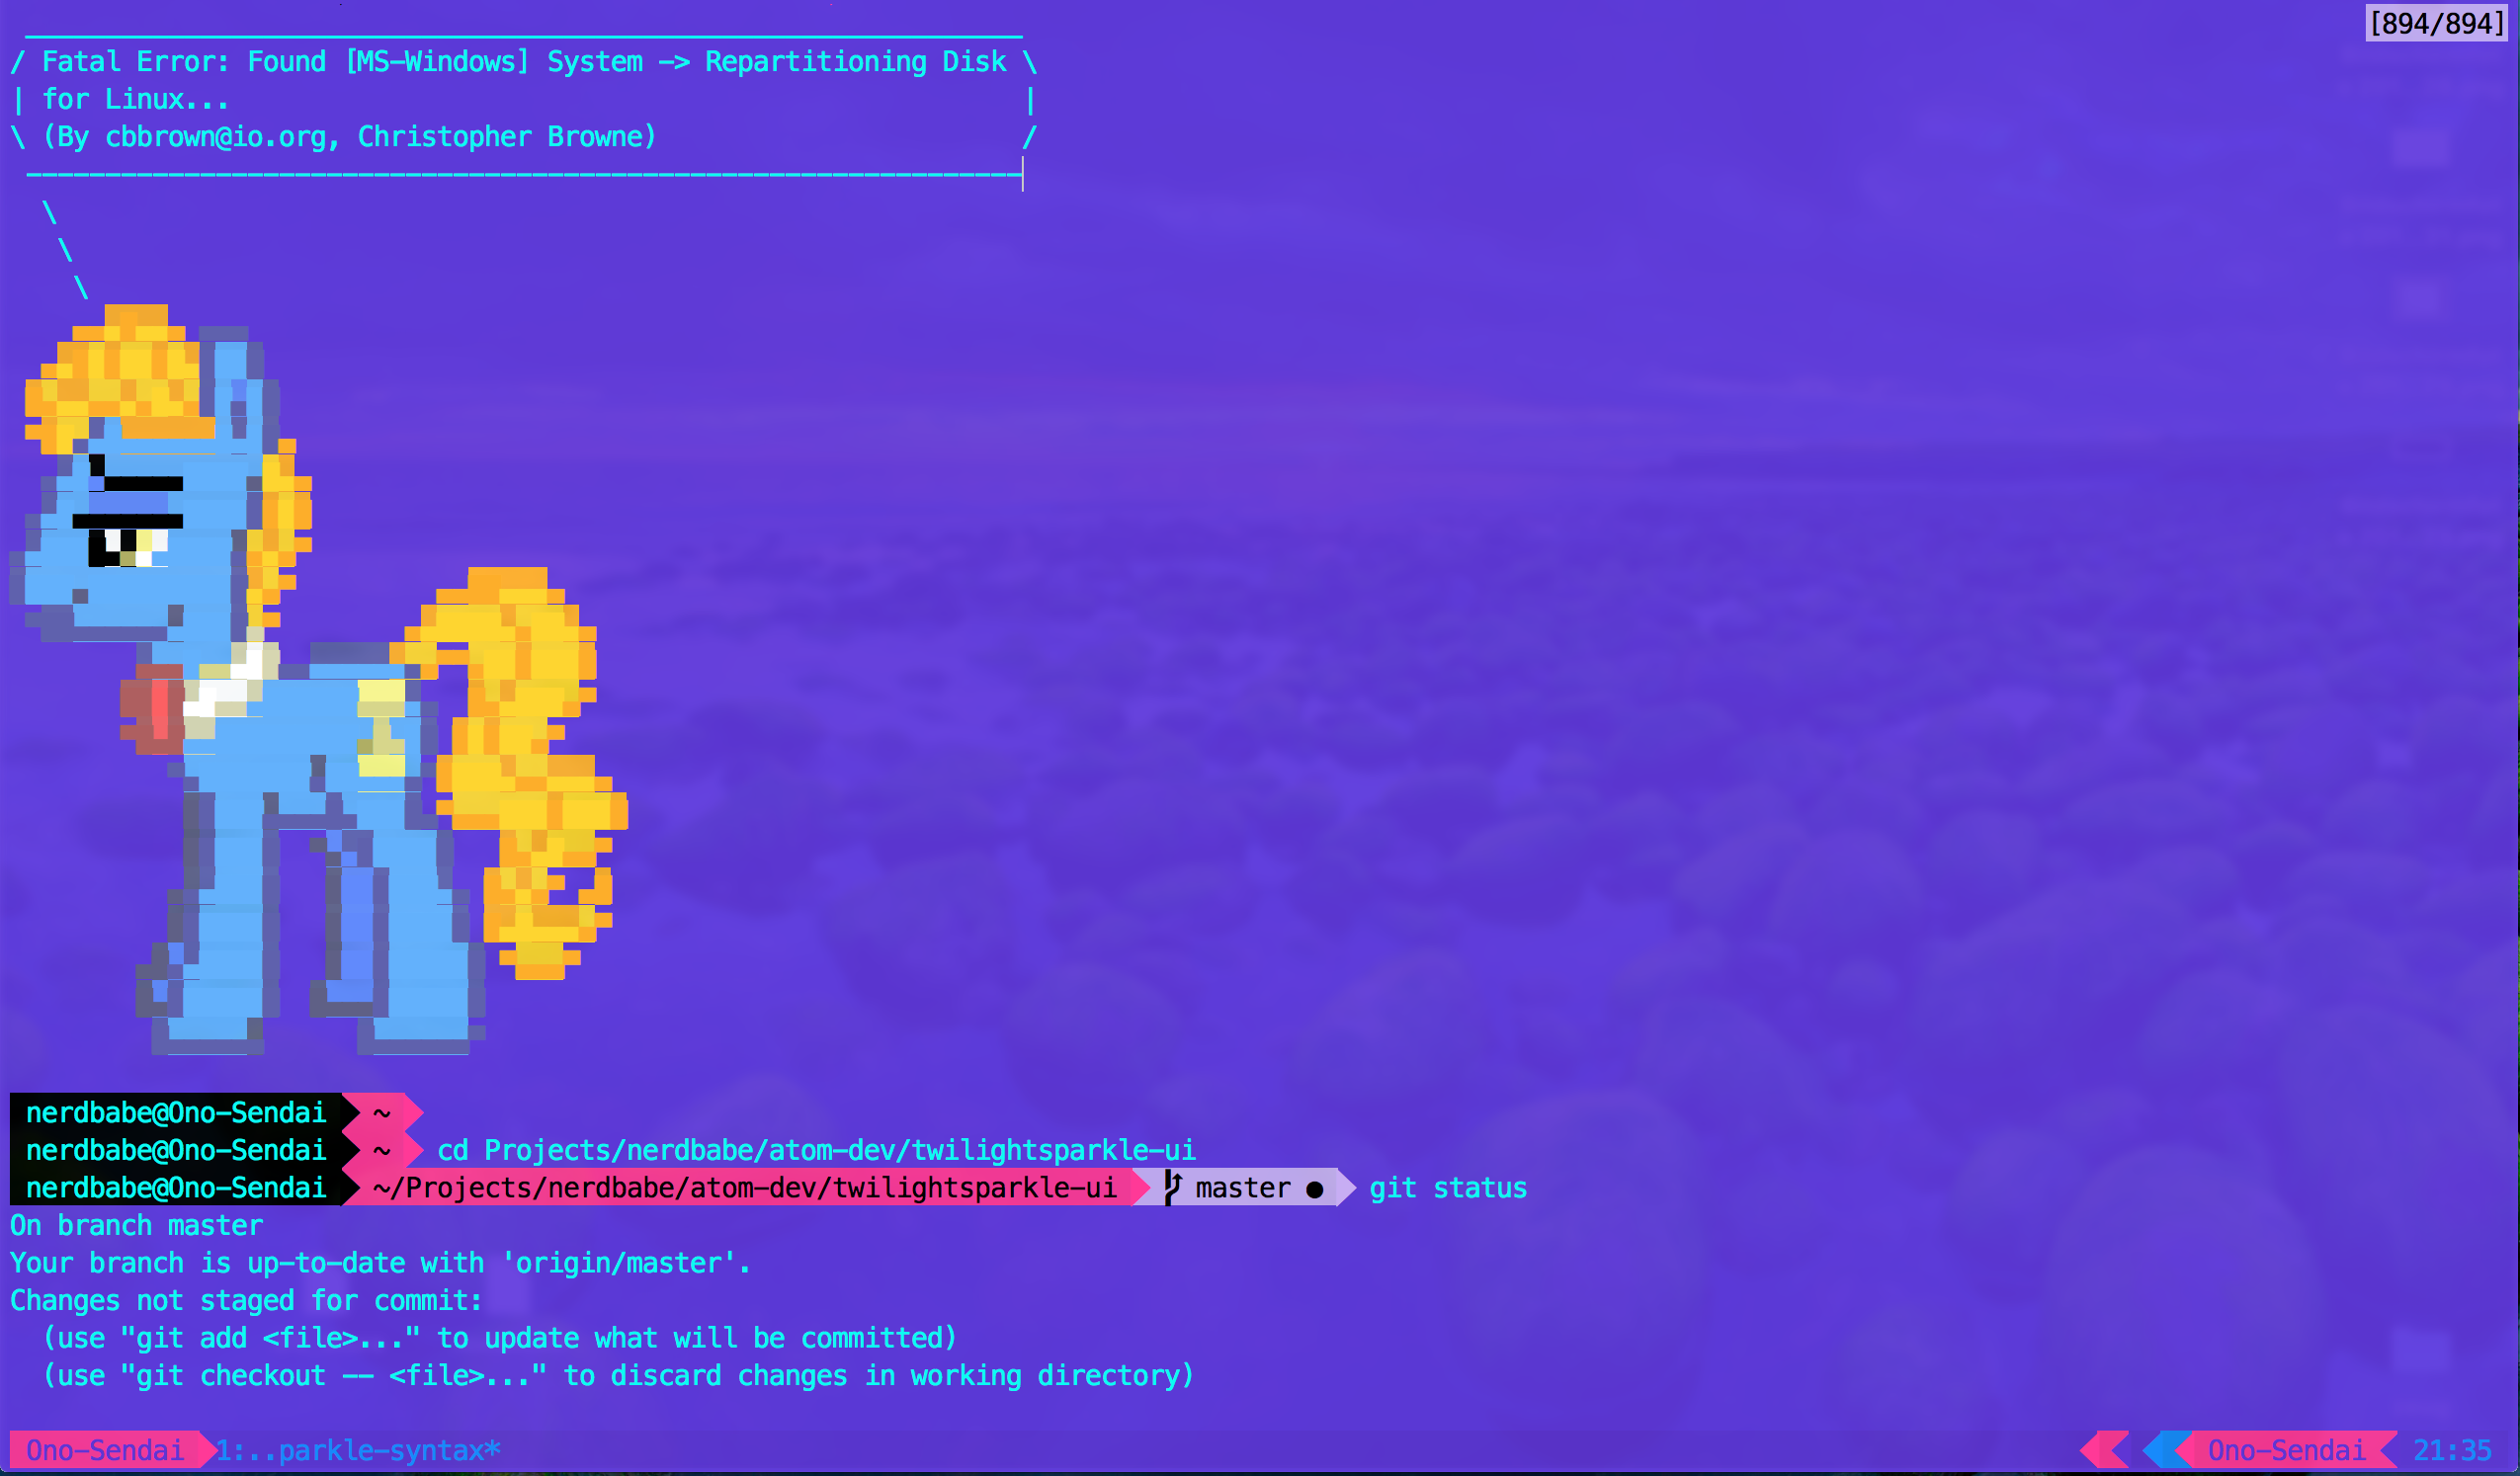 [894/894]
/ Fatal Error: Found [MS-Windows] System -> Repartitioning Disk \
| for Linux... |
\ (By cbbrown@io.org, Christopher Browne) /
\
\
\
nerdbabe@Ono-Sendai ~
nerdbabe@Ono-Sendai ~ cd Projects/nerdbabe/atom-dev/twilightsparkle-ui
nerdbabe@Ono-Sendai ~/Projects/nerdbabe/atom-dev/twilightsparkle-ui master ● git status
On branch master
Your branch is up-to-date with 'origin/master'.
Changes not staged for commit:
(use "git add <file>..." to update what will be committed)
(use "git checkout -- <file>..." to discard changes in working directory)
Ono-Sendai 1:..parkle-syntax* Ono-Sendai 21:35